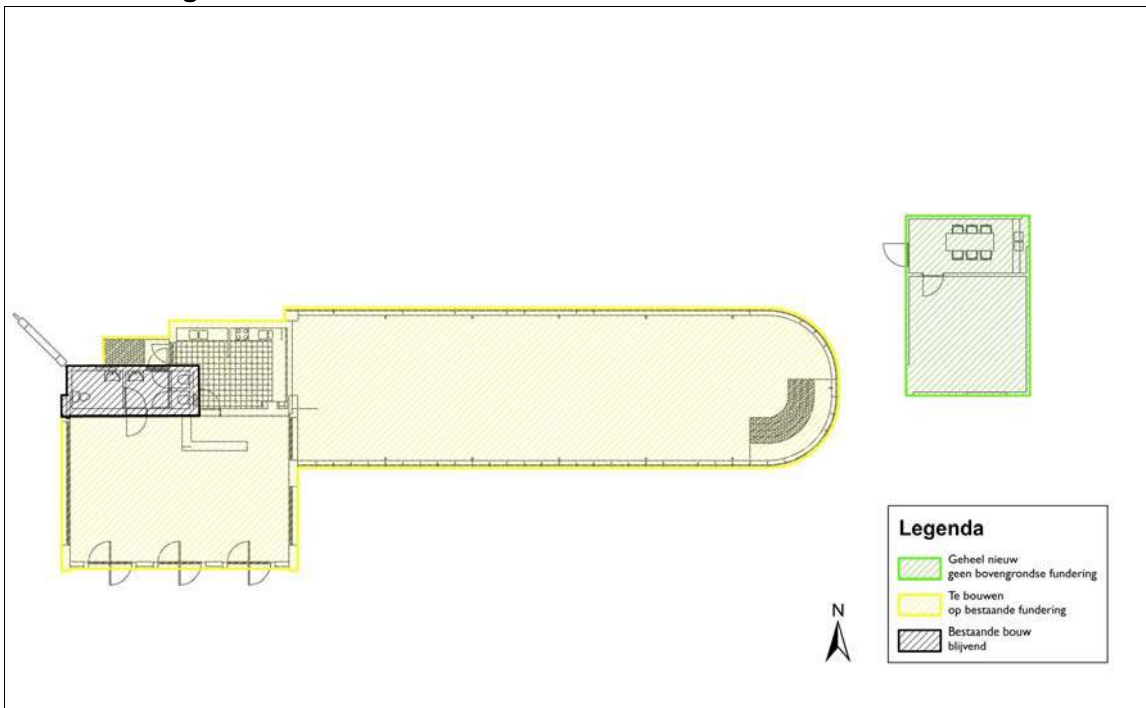 N
Legenda
Geheel nieuw
geen bovengrondse fundering
Te bouwen
op bestaande fundering
Bestaande bouw
blijvend